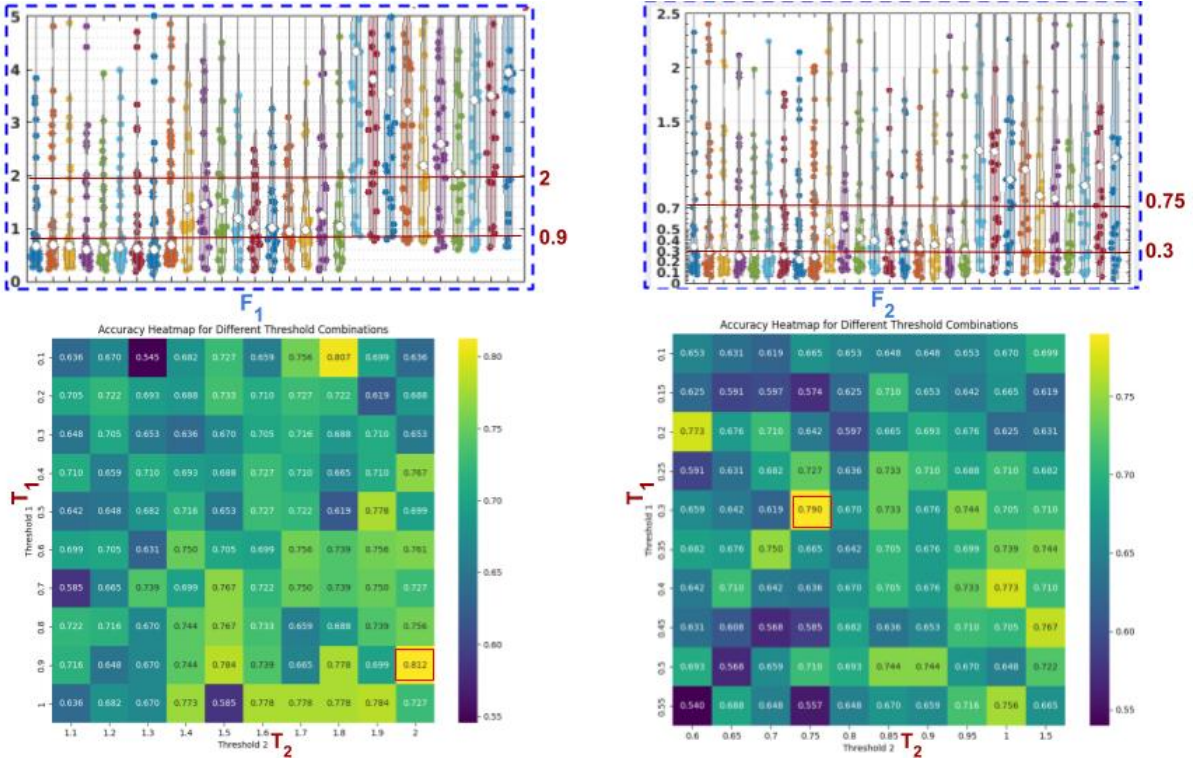 5
4
3
2
1
0
2
0.9
F1
2.5
2
1.5
0.7
0.5
0.4
0.3
0.2
0.1
0
0.75
0.3
F2
Accuracy Heatmap for Different Threshold Combinations
0.1 0.636 0.670 0.545 0.682 0.727 0.659 0.756 0.807 0.699 0.636
0.2 0.705 0.722 0.693 0.688 0.733 0.710 0.727 0.722 0.619 0.688
0.3 0.648 0.705 0.653 0.636 0.670 0.705 0.716 0.688 0.710 0.653
0.4 0.710 0.659 0.710 0.693 0.688 0.727 0.710 0.665 0.710 0.767
0.5 0.642 0.648 0.682 0.716 0.653 0.727 0.722 0.619 0.778 0.699
0.6 0.699 0.705 0.631 0.750 0.705 0.699 0.756 0.739 0.756 0.761
0.7 0.585 0.665 0.739 0.699 0.767 0.722 0.750 0.739 0.750 0.727
0.8 0.722 0.716 0.670 0.744 0.767 0.733 0.659 0.688 0.739 0.756
0.9 0.716 0.648 0.670 0.744 0.784 0.739 0.665 0.778 0.699 0.812
1 0.636 0.682 0.670 0.773 0.585 0.778 0.778 0.778 0.784 0.727
1.1 1.2 1.3 1.4 1.5 1.6 1.7 1.8 1.9 2
Threshold 2 T2
T1
Threshold 1
0.80
0.75
0.70
0.65
0.60
0.55
Accuracy Heatmap for Different Threshold Combinations
0.1 0.653 0.631 0.619 0.665 0.653 0.648 0.648 0.653 0.670 0.699
0.15 0.625 0.591 0.597 0.574 0.625 0.710 0.653 0.642 0.665 0.619
0.2 0.773 0.676 0.710 0.642 0.597 0.665 0.693 0.676 0.625 0.631
0.25 0.591 0.631 0.682 0.727 0.636 0.733 0.710 0.688 0.710 0.682
0.3 0.659 0.642 0.619 0.790 0.670 0.733 0.676 0.744 0.705 0.710
0.35 0.682 0.676 0.750 0.665 0.642 0.705 0.676 0.699 0.739 0.744
0.4 0.642 0.710 0.642 0.636 0.670 0.705 0.676 0.733 0.773 0.710
0.45 0.631 0.608 0.568 0.585 0.682 0.636 0.653 0.710 0.705 0.767
0.5 0.693 0.568 0.659 0.710 0.693 0.744 0.744 0.670 0.648 0.722
0.55 0.540 0.688 0.648 0.557 0.648 0.670 0.659 0.716 0.756 0.665
0.6 0.65 0.7 0.75 0.8 0.85 0.9 0.95 1 1.5
Threshold 2 T2
T1
Threshold 1
0.75
0.70
0.65
0.60
0.55